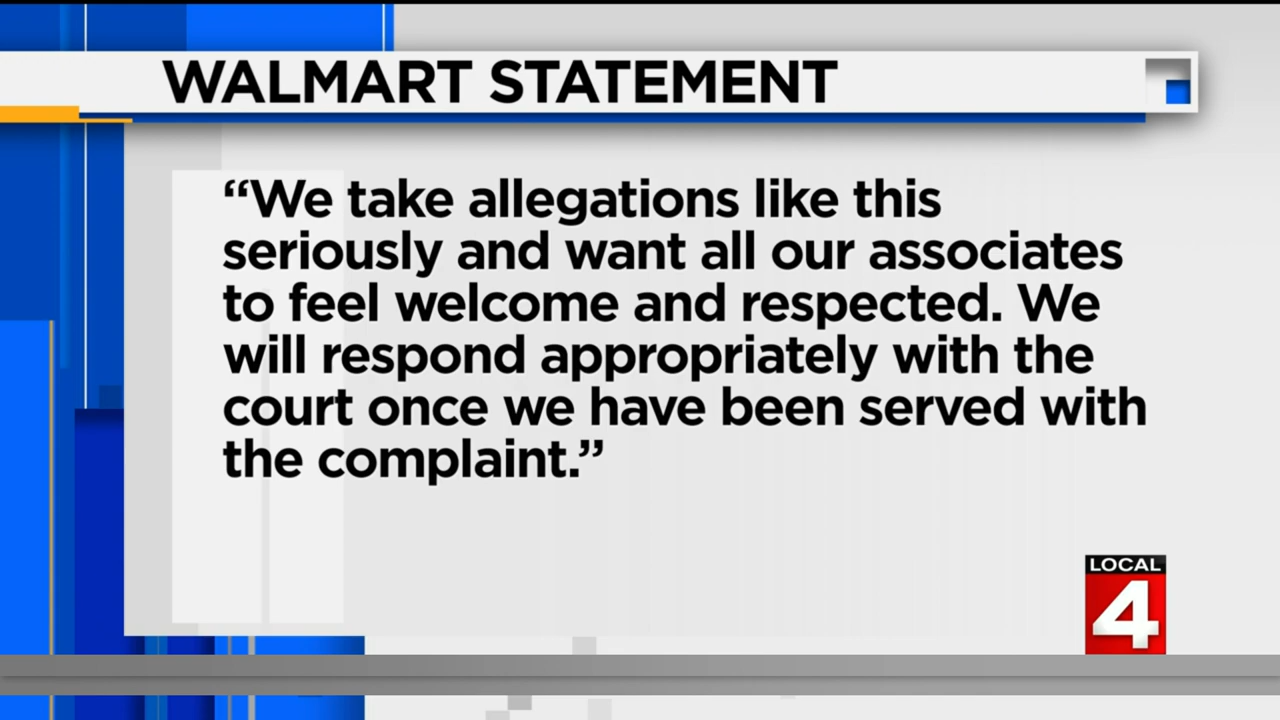 WALMART STATEMENT
“We take allegations like this
seriously and want all our associates
to feel welcome and respected. We
will respond appropriately with the
court once we have been served with
the complaint.”
LOCAL
4